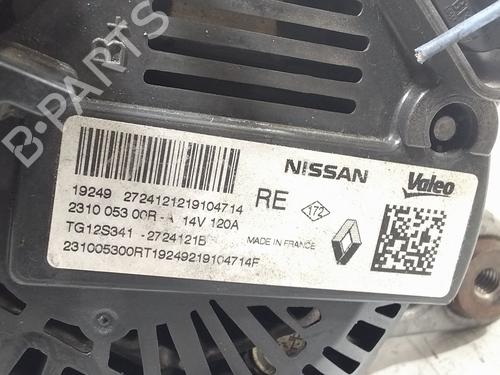 B-PARTS
NISSAN
Valeo
RE
172
19249 2724121219104714
2310 053 00R- 14V 120A
TG12S341 -2724121B
MADE IN FRANCE
231005300RT19249219104714F